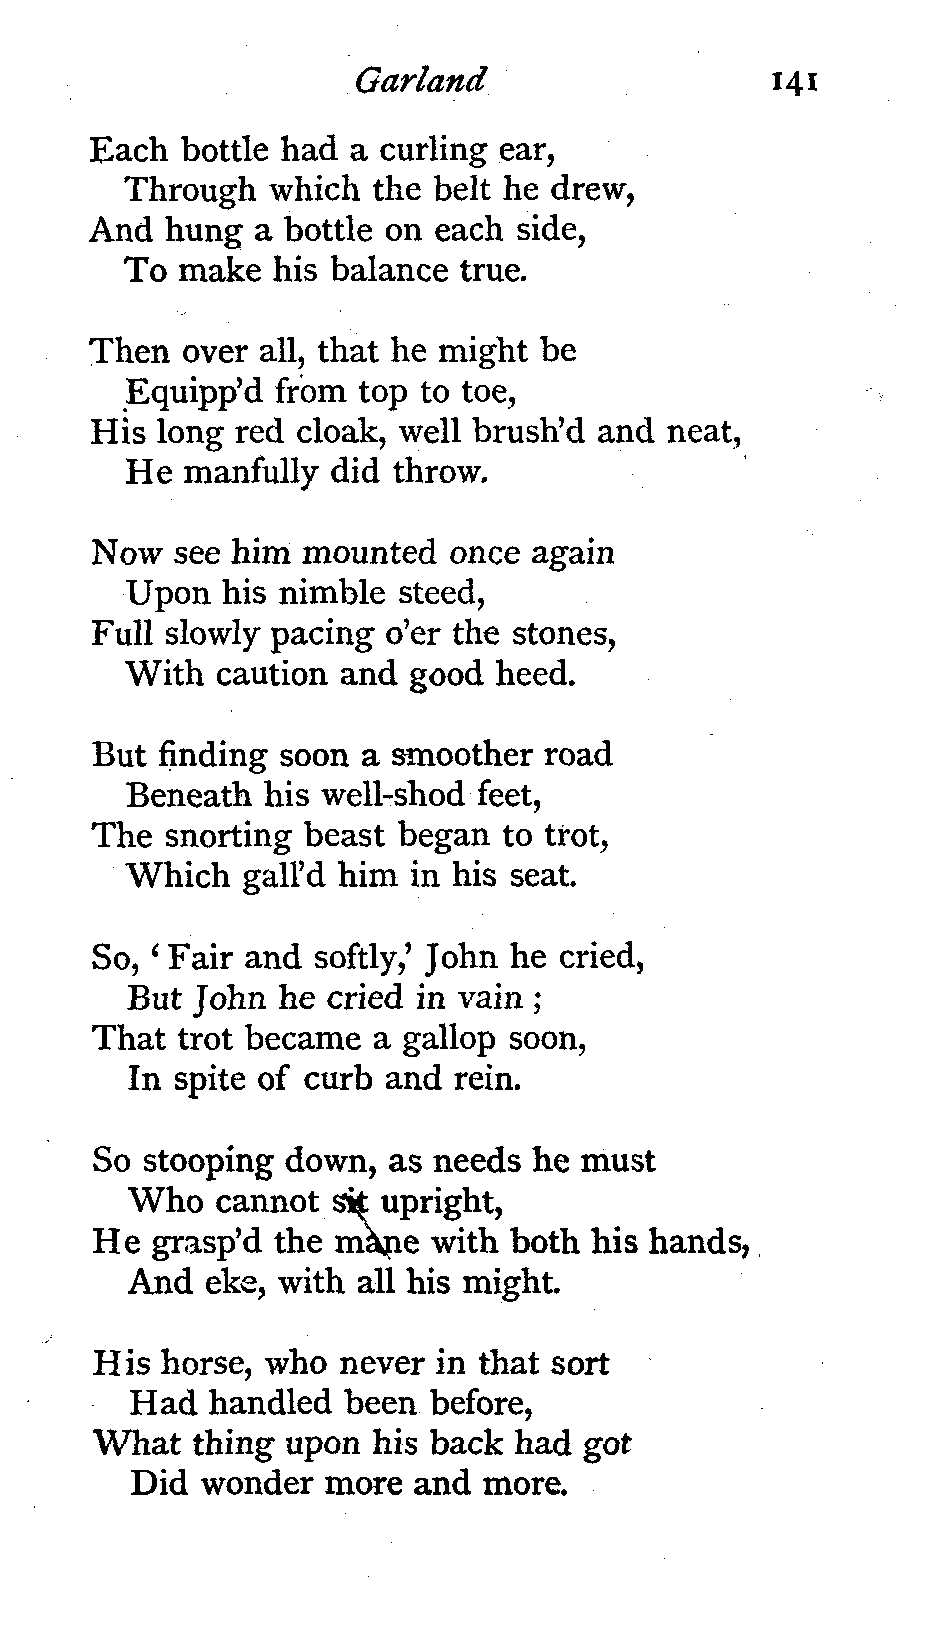 Garland 141
Each bottle had a curling ear,
Through which the belt he drew,
And hung a bottle on each side,
To make his balance true.
Then over all, that he might be
Equipp'd from top to toe,
His long red cloak, well brush'd and neat,
He manfully did throw.
Now see him mounted once again
Upon his nimble steed,
Full slowly pacing o'er the stones,
With caution and good heed.
But finding soon a smoother road
Beneath his well-shod feet,
The snorting beast began to trot,
Which gall'd him in his seat.
So, ‘Fair and softly,’ John he cried,
But John he cried in vain ;
That trot became a gallop soon,
In spite of curb and rein.
So stooping down, as needs he must
Who cannot sit upright,
He grasp'd the mane with both his hands,
And eke, with all his might.
His horse, who never in that sort
Had handled been before,
What thing upon his back had got
Did wonder more and more.